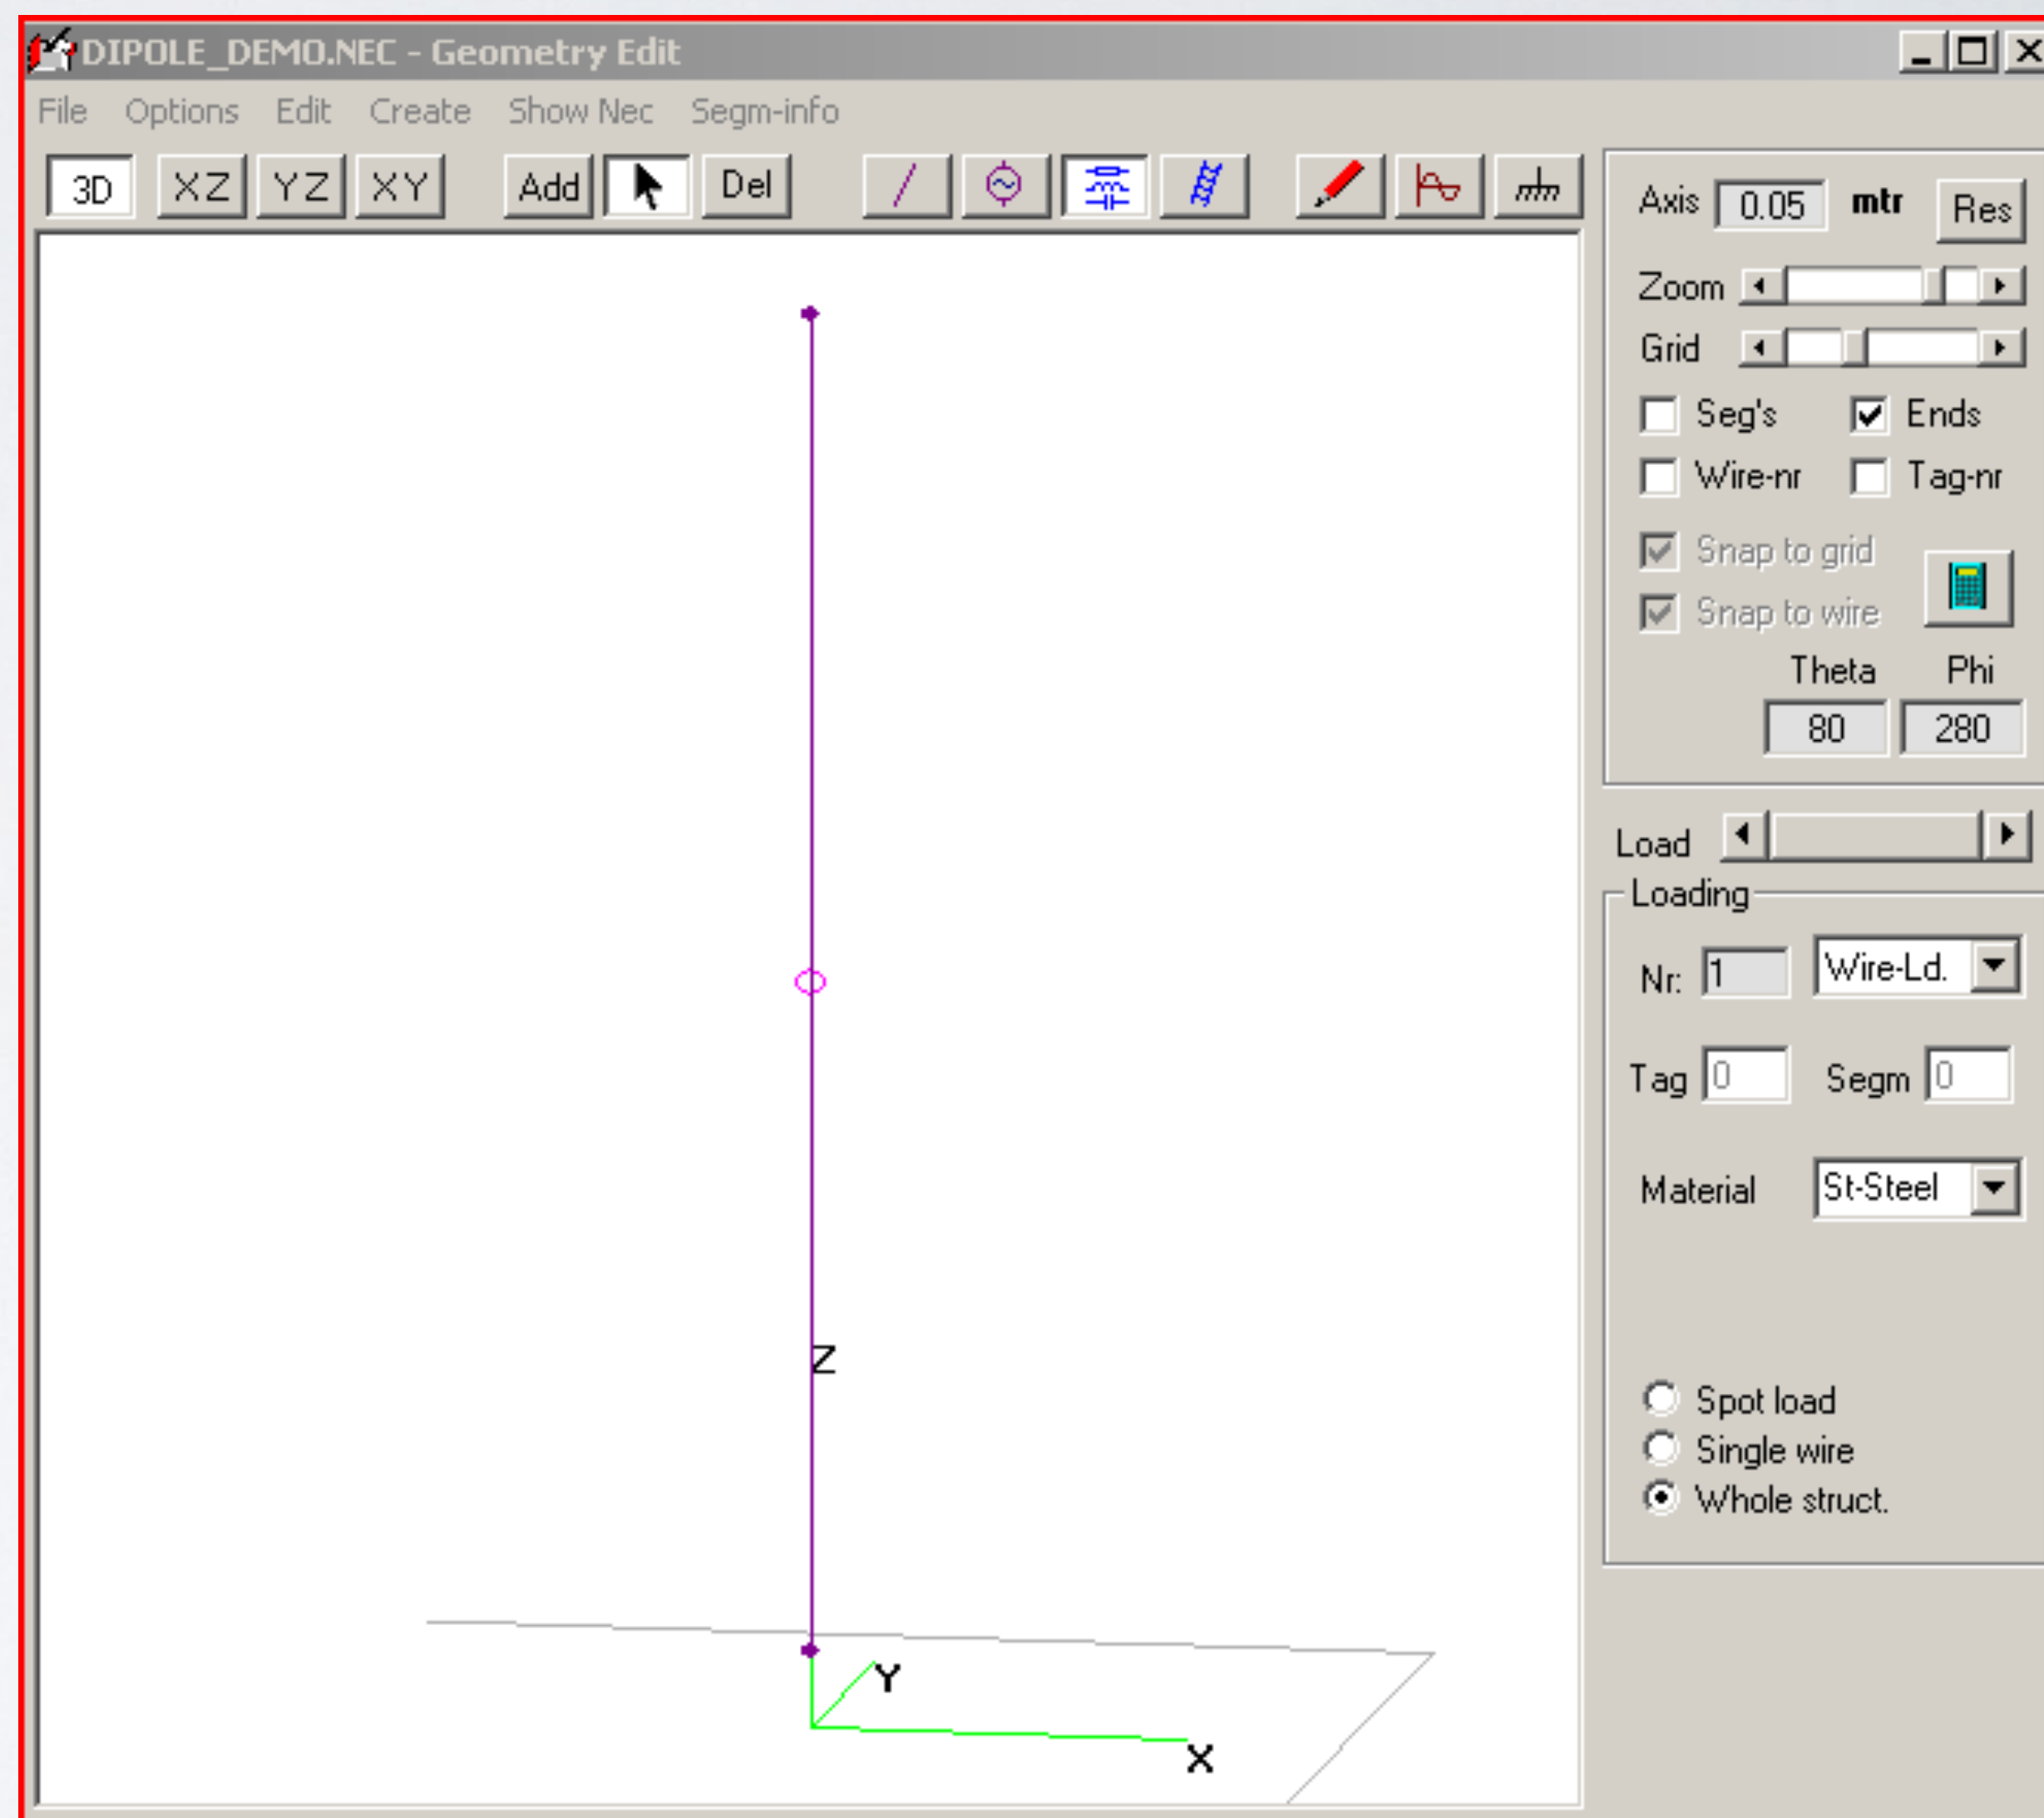 DIPOLE_DEMO.NEC - Geometry Edit
File Options Edit Create Show Nec Segm-info
3D XZ YZ XY Add Del
Axis 0.05 mtr Res
Zoom
Grid
Seg's Ends
Wire-nr Tag-nr
Snap to grid
Snap to wire
Theta Phi
80 280
Load
Loading
Nr: 1 Wire-Ld.
Tag 0 Segm 0
Material St-Steel
Z
Spot load
Single wire
Whole struct.
Y
X